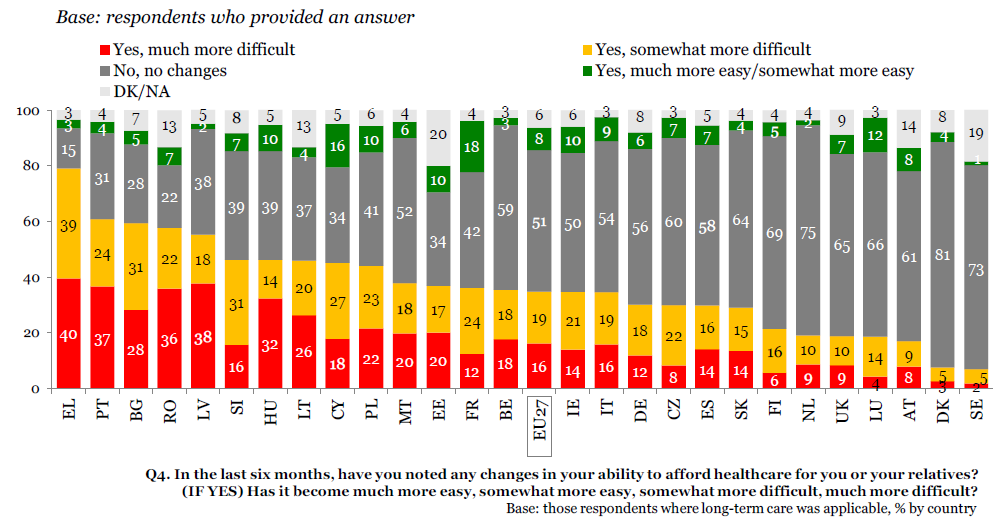 Base: respondents who provided an answer
Yes, much more difficult
Yes, somewhat more difficult
No, no changes
Yes, much more easy/somewhat more easy
DK/NA
100
80
60
40
20
0
3 4 7 13 5 8 5 13 5 6 4 20 4 3 6 6 3 8 3 5 4 4 4 9 3 14 8 19
3 4 5 7 2 7 10 4 16 10 6 10 18 3 8 10 9 6 7 7 4 5 2 7 12 8 4 1
15 31 28 22 38 39 39 37 34 41 52 34 42 59 51 50 54 56 60 58 64 69 75 65 66 61 81 73
39 24 31 22 18 31 14 20 27 23 18 17 24 18 19 21 19 18 22 16 15 16 10 10 14 9 5 5
40 37 28 36 38 16 32 26 18 22 20 20 12 18 16 14 16 12 8 14 14 6 9 9 4 8 3 2
EL PT BG RO LV SI HU LT CY PL MT EE FR BE EU27 IE IT DE CZ ES SK FI NL UK LU AT DK SE
Q4. In the last six months, have you noted any changes in your ability to afford healthcare for you or your relatives?
(IF YES) Has it become much more easy, somewhat more easy, somewhat more difficult, much more difficult?
Base: those respondents where long-term care was applicable, % by country